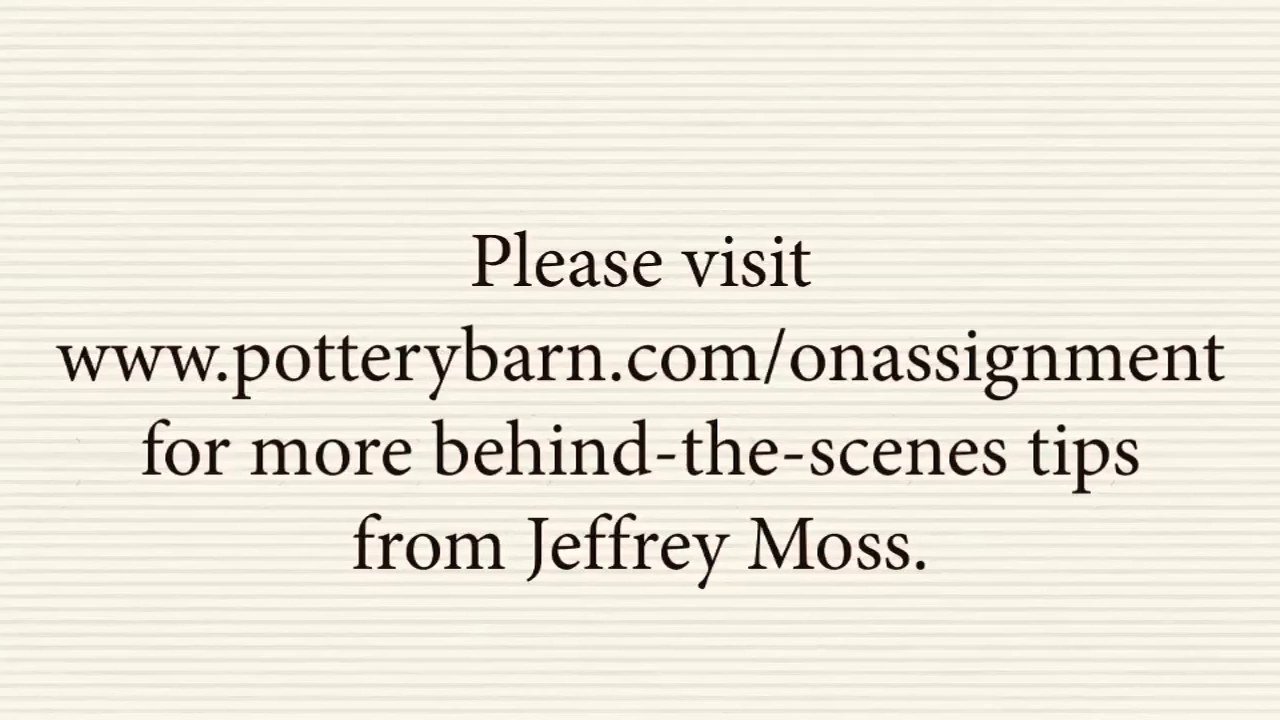 Please visit
www.potterybarn.com/onassignment
for more behind-the-scenes tips
from Jeffrey Moss.